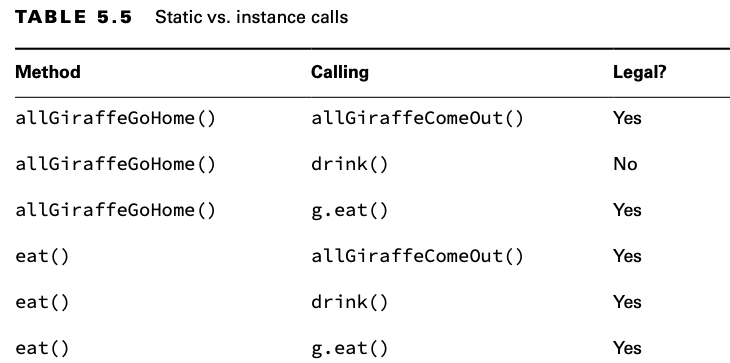 TABLE 5.5 Static vs. instance calls
Method Calling Legal?
allGiraffeGoHome() allGiraffeComeOut() Yes
allGiraffeGoHome() drink() No
allGiraffeGoHome() g.eat() Yes
eat() allGiraffeComeOut() Yes
eat() drink() Yes
eat() g.eat() Yes